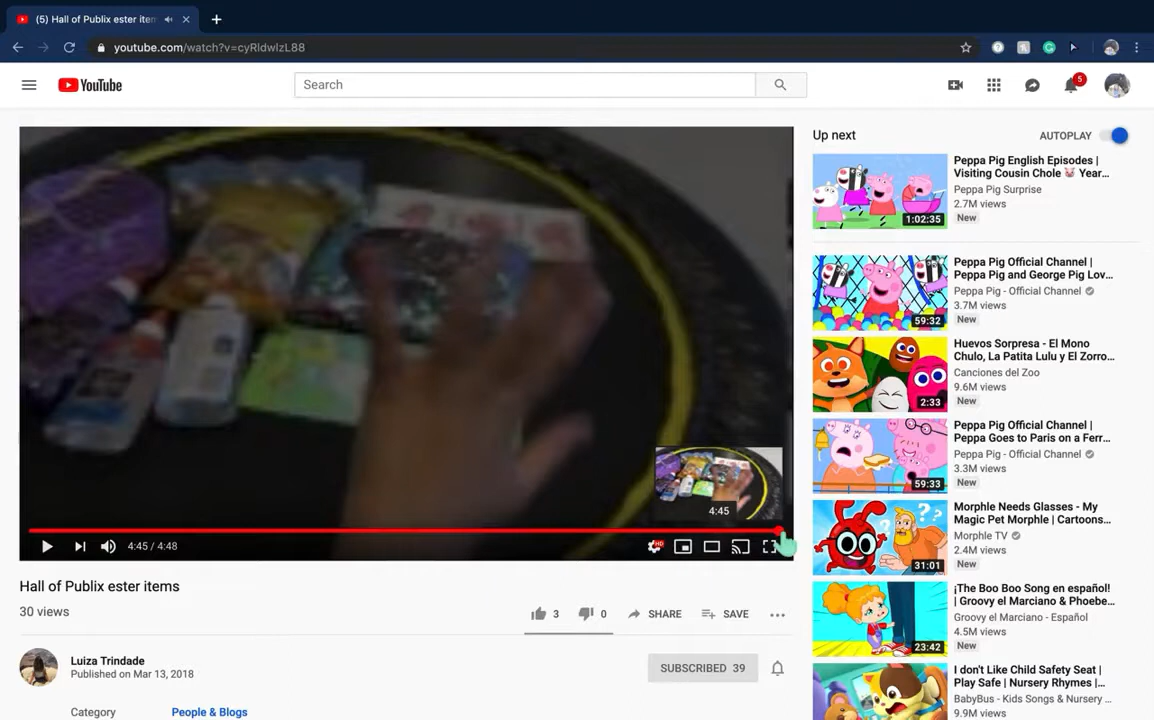 (5) Hall of Publix ester iten
youtube.com/watch?v=cyRldwIzL88
YouTube
Search
5
Up next
AUTOPLAY
Peppa Pig English Episodes |
Visiting Cousin Chole 🐷 Year...
Peppa Pig Surprise
2.7M views
New
1:02:35
Peppa Pig Official Channel |
Peppa Pig and George Pig Lov...
Peppa Pig - Official Channel
3.7M views
New
59:32
Huevos Sorpresa - El Mono
Chulo, La Patita Lulu y El Zorro...
Canciones del Zoo
9.6M views
New
2:33
Peppa Pig Official Channel |
Peppa Goes to Paris on a Ferr...
Peppa Pig - Official Channel
3.3M views
New
59:33
Morphle Needs Glasses - My
Magic Pet Morphle | Cartoons...
Morphle TV
2.4M views
New
31:01
¡The Boo Boo Song en español!
| Groovy el Marciano & Phoebe...
Groovy el Marciano - Español
4.5M views
New
23:42
I don't Like Child Safety Seat |
Play Safe | Nursery Rhymes |...
BabyBus - Kids Songs & Nursery ...
9.9M views
4:45
4:45 / 4:48
HD
Hall of Publix ester items
30 views
3
0
SHARE
SAVE
Luiza Trindade
Published on Mar 13, 2018
SUBSCRIBED 39
Category
People & Blogs